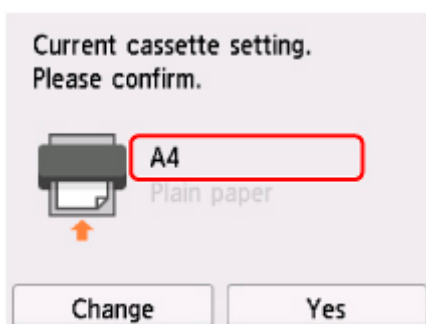 Current cassette setting.
Please confirm.
A4
Plain paper
Change
Yes